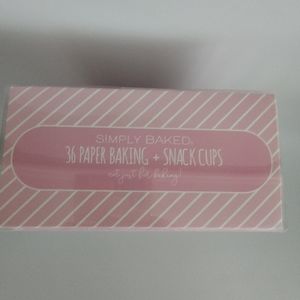 SIMPLY BAKED®
36 PAPER BAKING + SNACK CUPS
not just for baking!